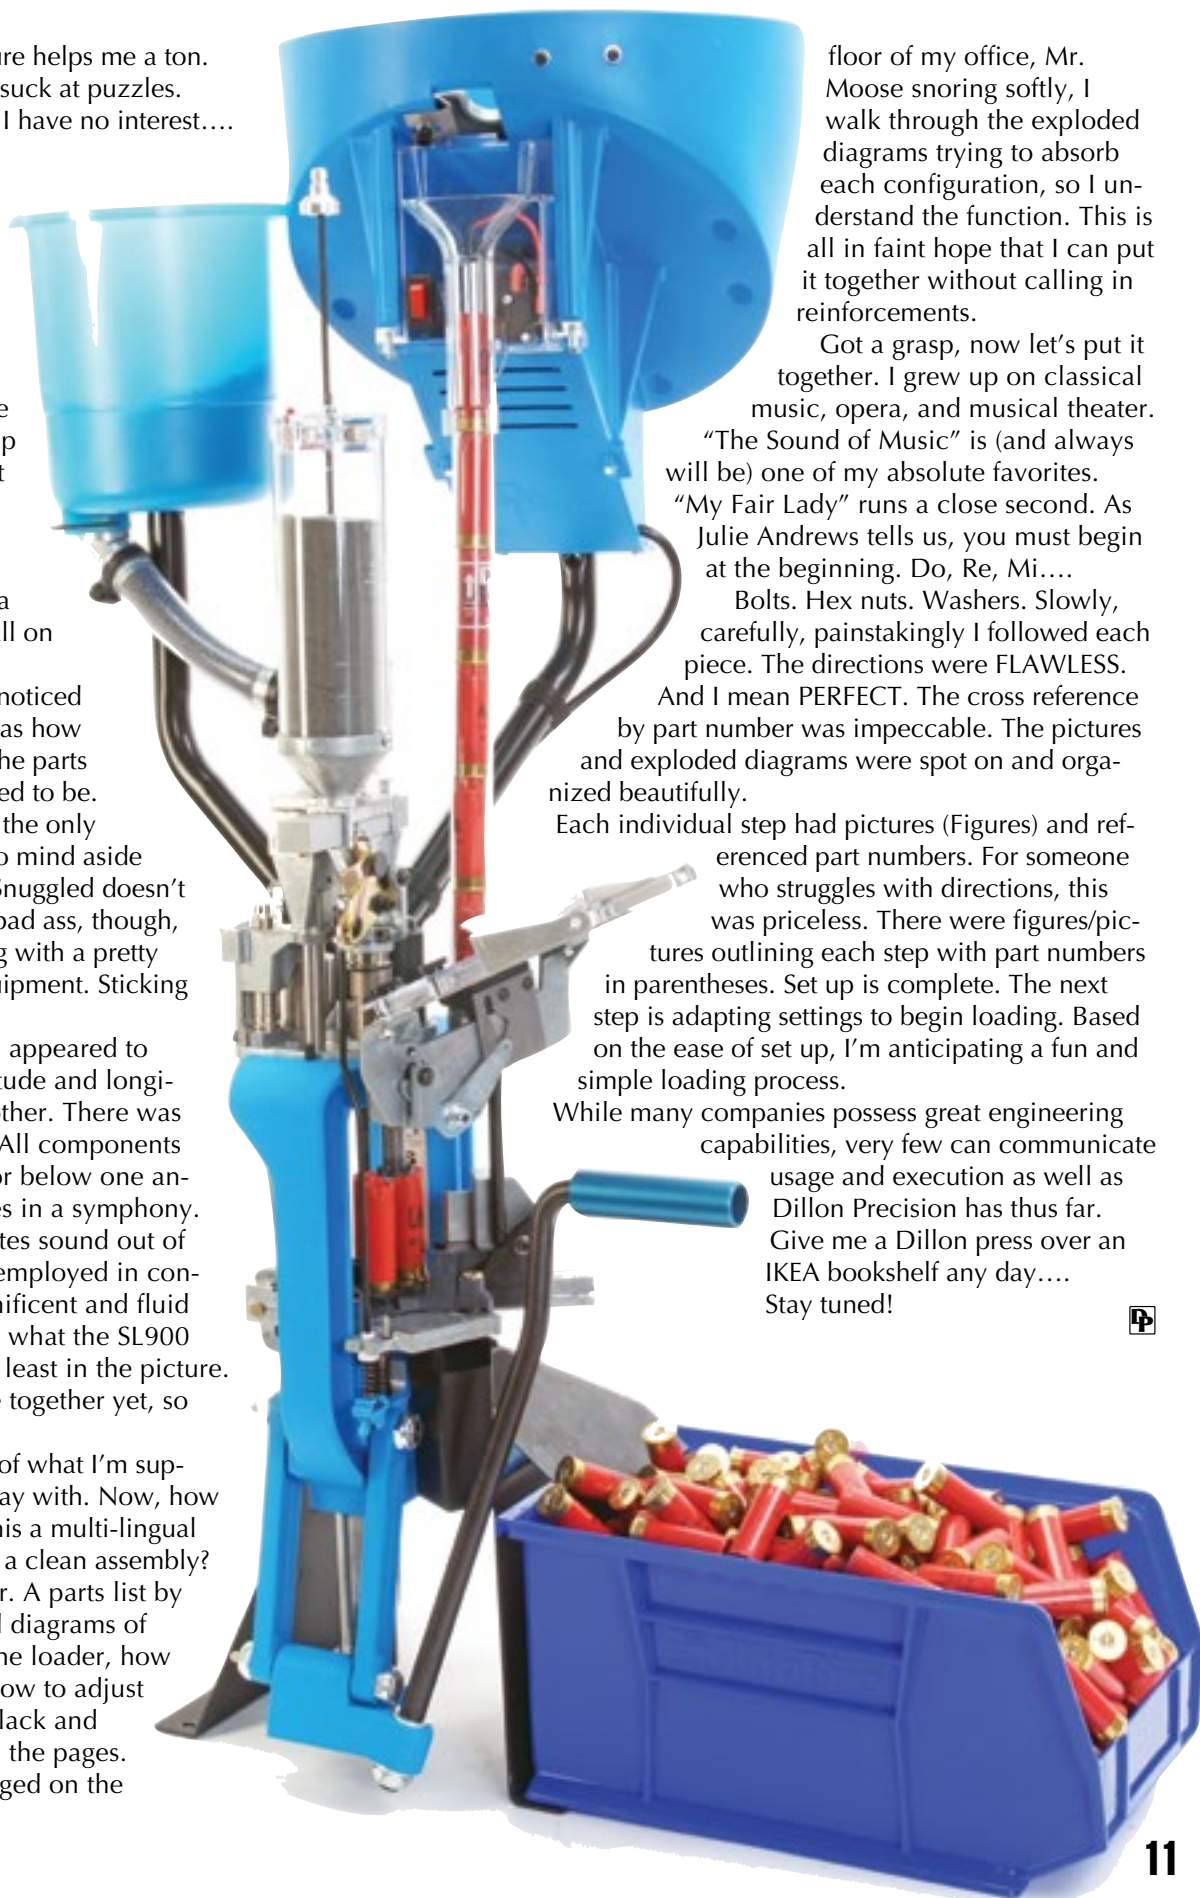 ure helps me a ton.
suck at puzzles.
I have no interest….
e
p
t
a
ll on
noticed
as how
he parts
ed to be.
the only
o mind aside
Snuggled doesn't
bad ass, though,
g with a pretty
uipment. Sticking
appeared to
tude and longi-
other. There was
All components
or below one an-
es in a symphony.
tes sound out of
employed in con-
nificent and fluid
what the SL900
least in the picture.
e together yet, so
of what I'm sup-
ay with. Now, how
his a multi-lingual
a clean assembly?
r. A parts list by
d diagrams of
he loader, how
ow to adjust
lack and
the pages.
ged on the
floor of my office, Mr.
Moose snoring softly, I
walk through the exploded
diagrams trying to absorb
each configuration, so I un-
derstand the function. This is
all in faint hope that I can put
it together without calling in
reinforcements.
Got a grasp, now let's put it
together. I grew up on classical
music, opera, and musical theater.
“The Sound of Music” is (and always
will be) one of my absolute favorites.
“My Fair Lady” runs a close second. As
Julie Andrews tells us, you must begin
at the beginning. Do, Re, Mi….
Bolts. Hex nuts. Washers. Slowly,
carefully, painstakingly I followed each
piece. The directions were FLAWLESS.
And I mean PERFECT. The cross reference
by part number was impeccable. The pictures
and exploded diagrams were spot on and orga-
nized beautifully.
Each individual step had pictures (Figures) and ref-
erenced part numbers. For someone
who struggles with directions, this
was priceless. There were figures/pic-
tures outlining each step with part numbers
in parentheses. Set up is complete. The next
step is adapting settings to begin loading. Based
on the ease of set up, I'm anticipating a fun and
simple loading process.
While many companies possess great engineering
capabilities, very few can communicate
usage and execution as well as
Dillon Precision has thus far.
Give me a Dillon press over an
IKEA bookshelf any day….
Stay tuned!
DP
11